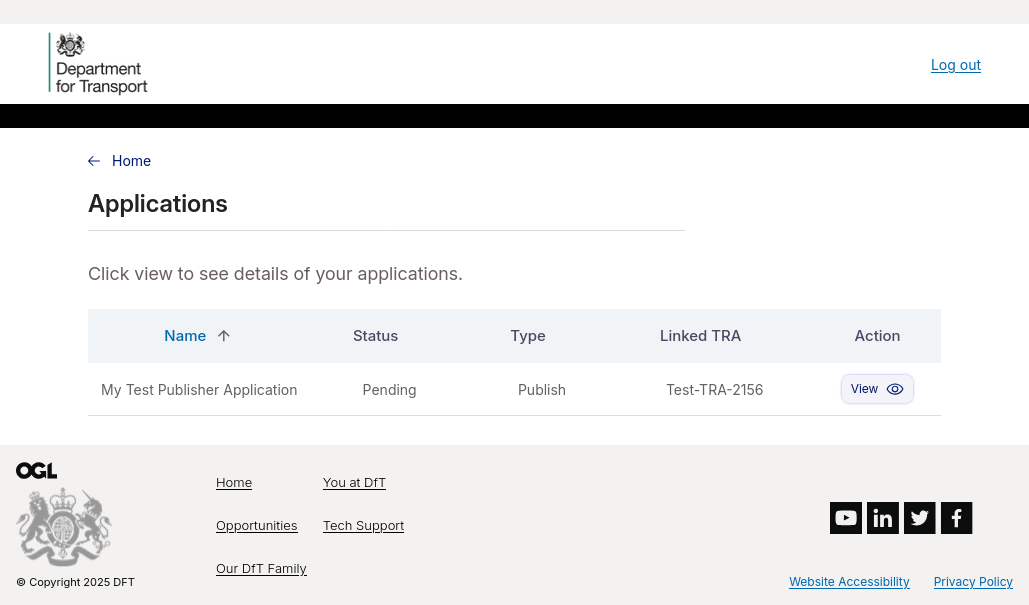 Department
for Transport
Log out
Home
Applications
Click view to see details of your applications.
Name Status Type Linked TRA Action
My Test Publisher Application Pending Publish Test-TRA-2156 View
OGL
Home You at DfT
Opportunities Tech Support
Our DfT Family
© Copyright 2025 DFT
Website Accessibility Privacy Policy